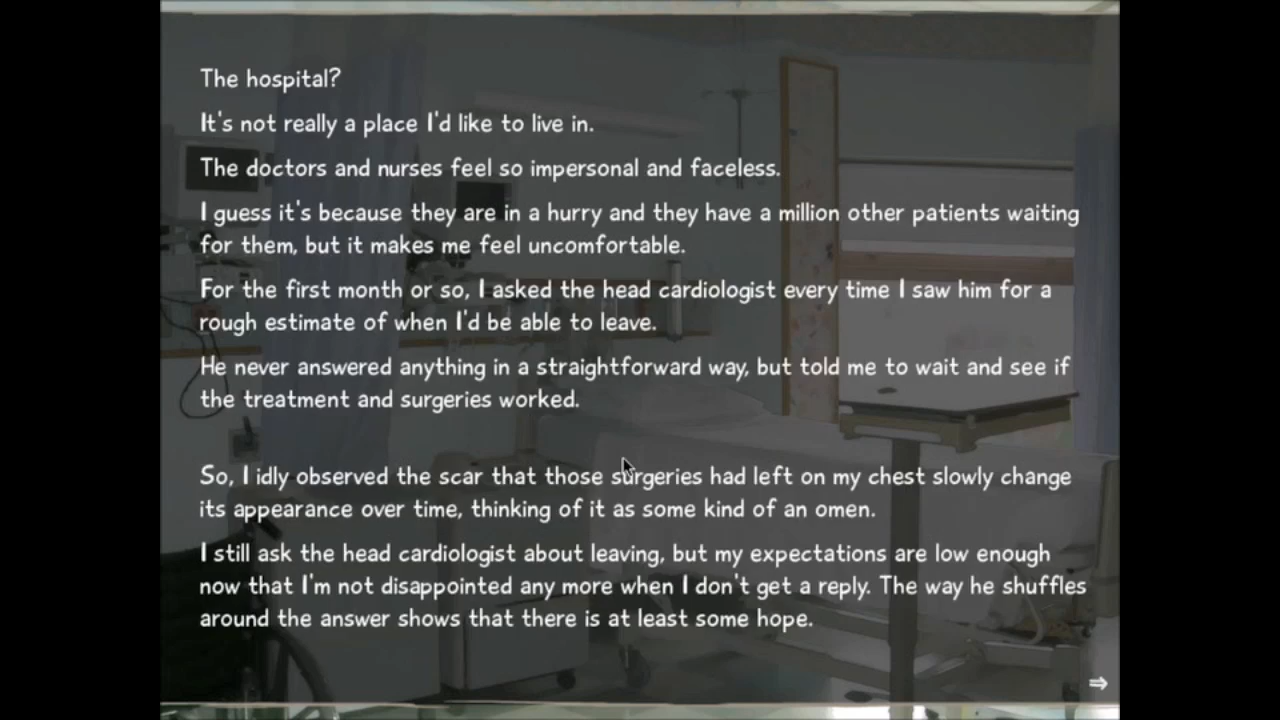 The hospital?
It's not really a place I'd like to live in.
The doctors and nurses feel so impersonal and faceless.
I guess it's because they are in a hurry and they have a million other patients waiting
for them, but it makes me feel uncomfortable.
For the first month or so, I asked the head cardiologist every time I saw him for a
rough estimate of when I'd be able to leave.
He never answered anything in a straightforward way, but told me to wait and see if
the treatment and surgeries worked.
So, I idly observed the scar that those surgeries had left on my chest slowly change
its appearance over time, thinking of it as some kind of an omen.
I still ask the head cardiologist about leaving, but my expectations are low enough
now that I'm not disappointed any more when I don't get a reply. The way he shuffles
around the answer shows that there is at least some hope.